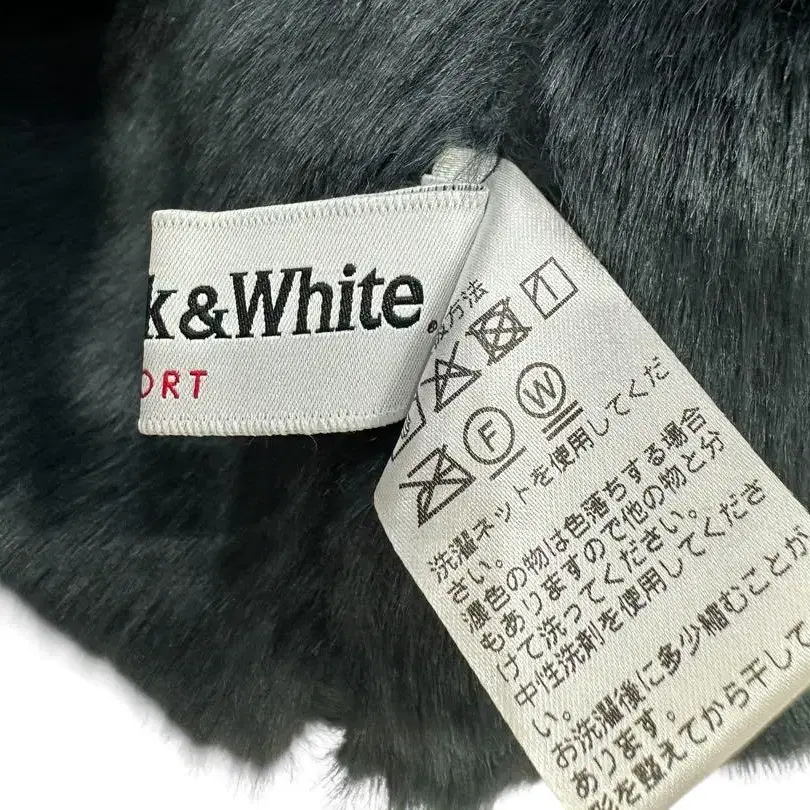 k&White®
ORT
方法
F W
洗濯ネットを使用してくだ
さい。
濃色の物は色落ちする場合
もありますので他の物と分
けて洗ってください。
中性洗剤を使用してくださ
い。
お洗濯後に多少縮むことが
あります。
形を整えてから干して